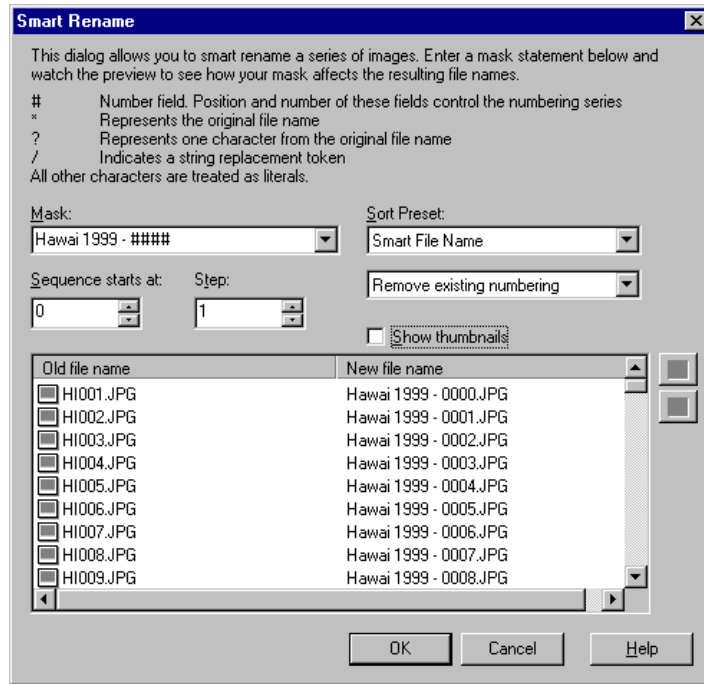 Smart Rename
This dialog allows you to smart rename a series of images. Enter a mask statement below and
watch the preview to see how your mask affects the resulting file names.
# Number field. Position and number of these fields control the numbering series
* Represents the original file name
? Represents one character from the original file name
/ Indicates a string replacement token
All other characters are treated as literals.
Mask: Sort Preset:
Hawai 1999 - #### Smart File Name
Sequence starts at: Step: Remove existing numbering
0 1
Show thumbnails
Old file name New file name
HI001.JPG Hawai 1999 - 0000.JPG
HI002.JPG Hawai 1999 - 0001.JPG
HI003.JPG Hawai 1999 - 0002.JPG
HI004.JPG Hawai 1999 - 0003.JPG
HI005.JPG Hawai 1999 - 0004.JPG
HI006.JPG Hawai 1999 - 0005.JPG
HI007.JPG Hawai 1999 - 0006.JPG
HI008.JPG Hawai 1999 - 0007.JPG
HI009.JPG Hawai 1999 - 0008.JPG
OK Cancel Help